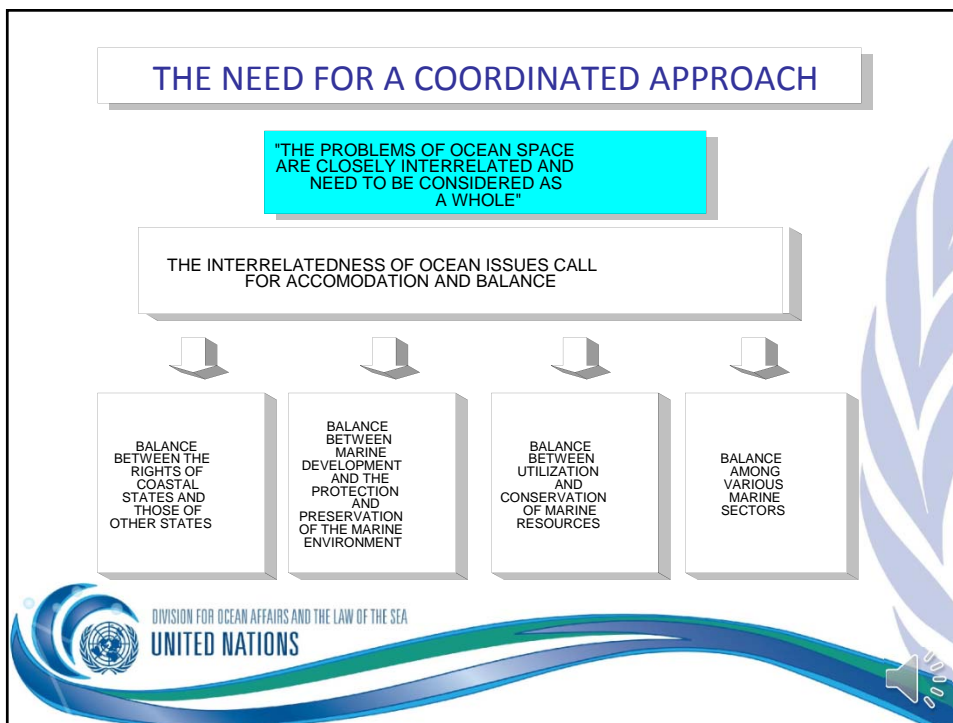 THE NEED FOR A COORDINATED APPROACH
"THE PROBLEMS OF OCEAN SPACE
ARE CLOSELY INTERRELATED AND
NEED TO BE CONSIDERED AS
A WHOLE"
THE INTERRELATEDNESS OF OCEAN ISSUES CALL
FOR ACCOMODATION AND BALANCE
BALANCE
BETWEEN THE
RIGHTS OF
COASTAL
STATES AND
THOSE OF
OTHER STATES
BALANCE
BETWEEN
MARINE
DEVELOPMENT
AND THE
PROTECTION
AND
PRESERVATION
OF THE MARINE
ENVIRONMENT
BALANCE
BETWEEN
UTILIZATION
AND
CONSERVATION
OF MARINE
RESOURCES
BALANCE
AMONG
VARIOUS
MARINE
SECTORS
DIVISION FOR OCEAN AFFAIRS AND THE LAW OF THE SEA
UNITED NATIONS